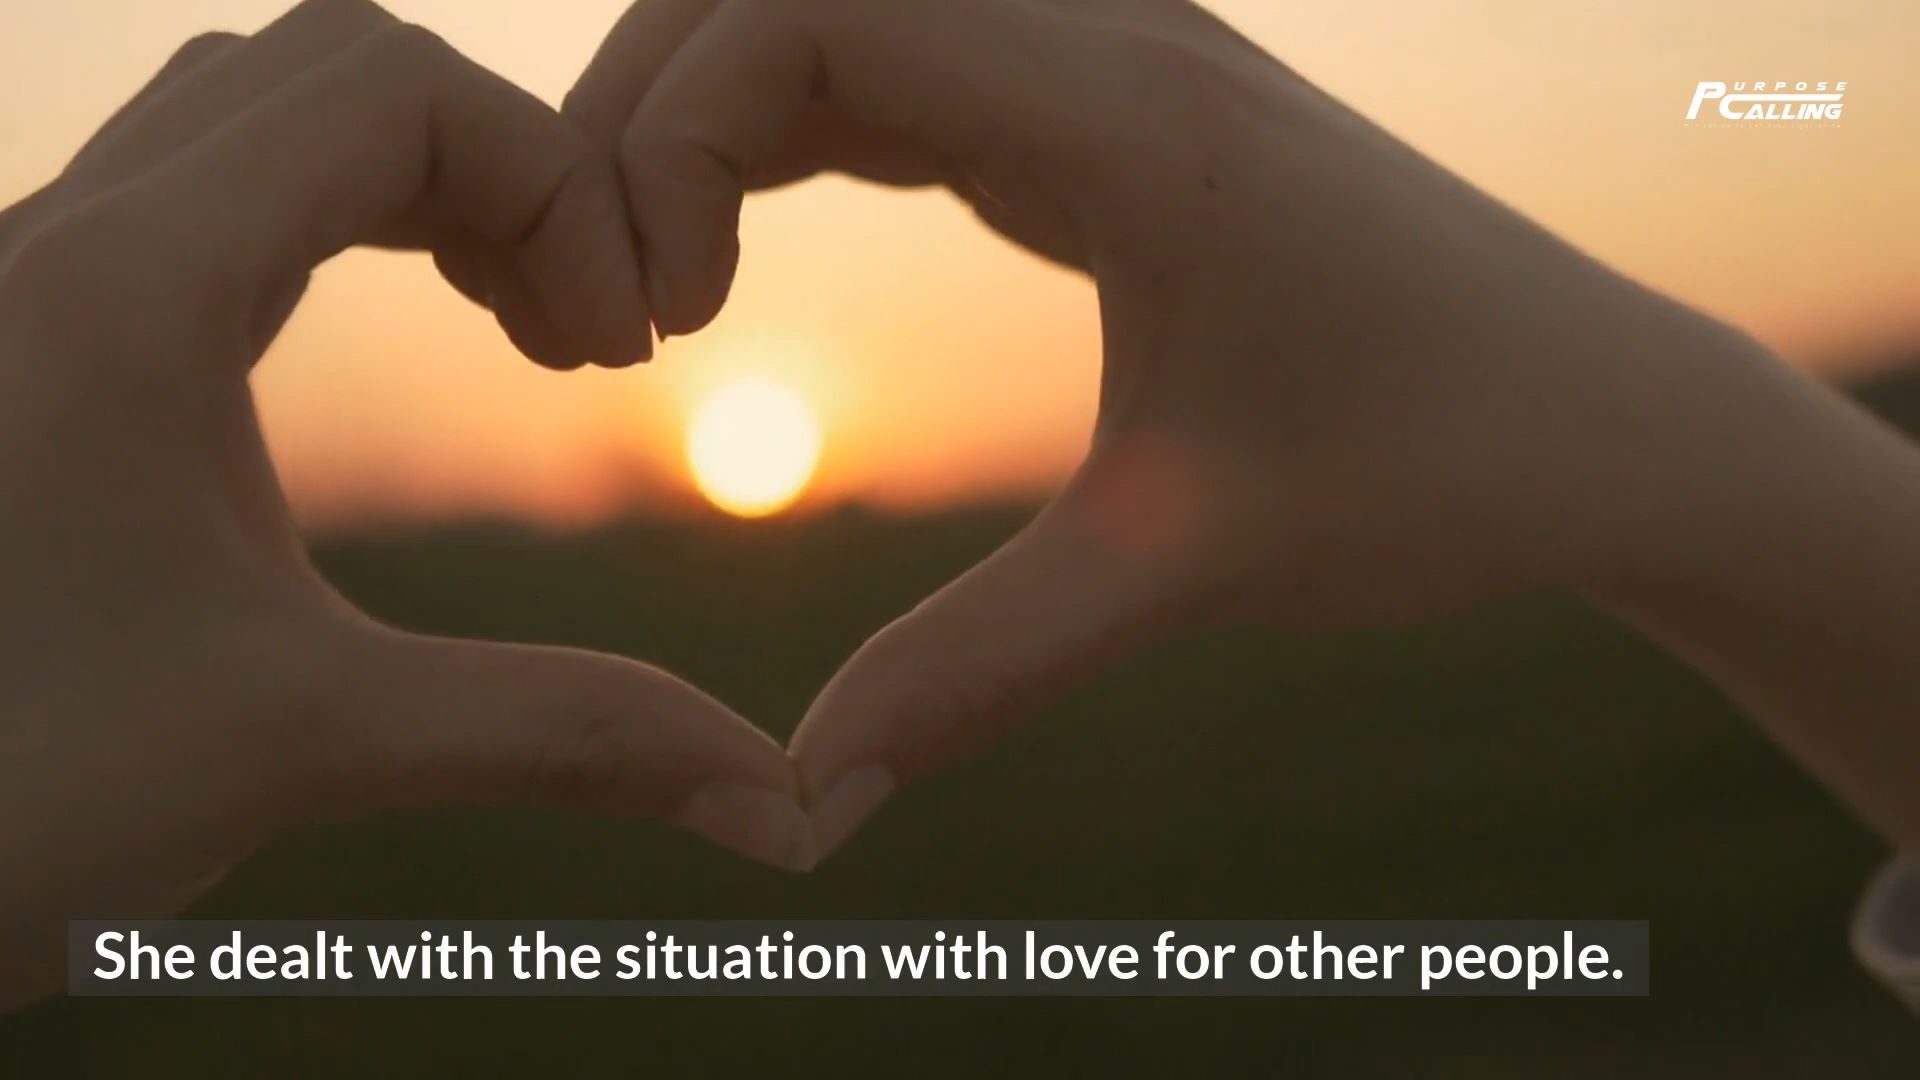 PURPOSE
CALLING
She dealt with the situation with love for other people.